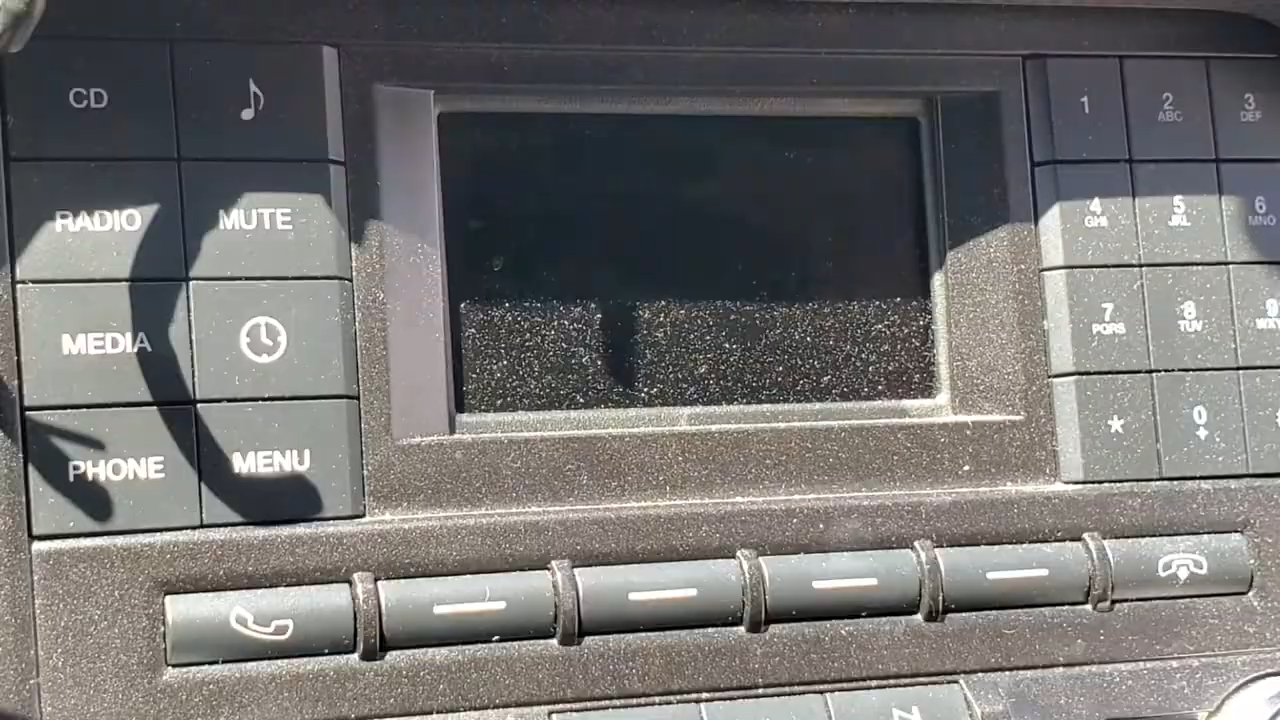 CD
RADIO
MUTE
MEDIA
PHONE
MENU
1
2
ABC
3
DEF
4
GHI
5
JKL
6
MNO
7
PQRS
8
TUV
9
*
0
+